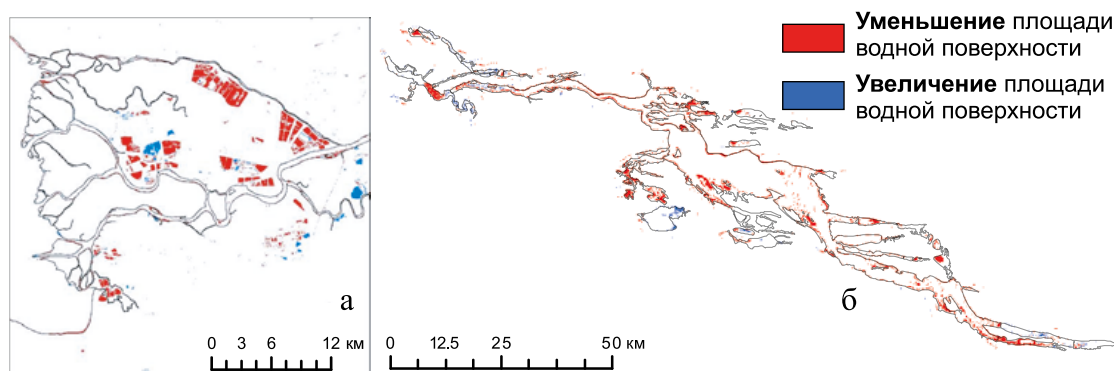 Уменьшение площади
водной поверхности
Увеличение площади
водной поверхности
а
б
0 3 6 12 км
0 12.5 25 50 км